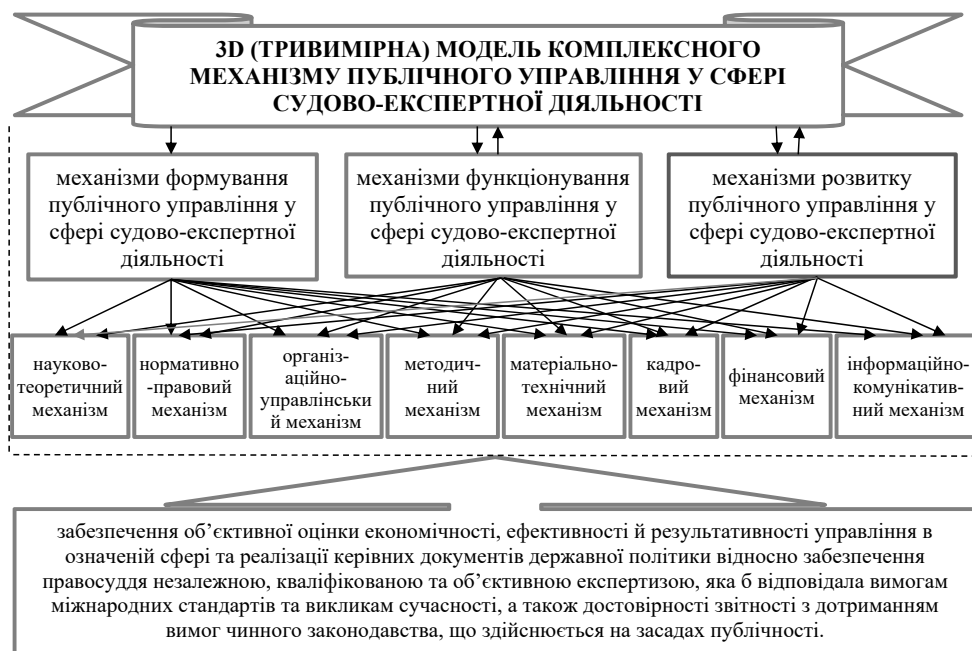 3D (ТРИВИМІРНА) МОДЕЛЬ КОМПЛЕКСНОГО
МЕХАНІЗМУ ПУБЛІЧНОГО УПРАВЛІННЯ У СФЕРІ
СУДОВО-ЕКСПЕРТНОЇ ДІЯЛЬНОСТІ
механізми формування
публічного управління у
сфері судово-експертної
діяльності
механізми функціонування
публічного управління у
сфері судово-експертної
діяльності
механізми розвитку
публічного управління у
сфері судово-експертної
діяльності
науково-
теоретичний
механізм
нормативно
-правовий
механізм
організ-
аційно-
управлінськи
й механізм
методич-
ний
механізм
матеріально-
технічний
механізм
кадро-
вий
механізм
фінансовий
механізм
інформаційно-
комунікатив-
ний механізм
забезпечення об’єктивної оцінки економічності, ефективності й результативності управління в
означеній сфері та реалізації керівних документів державної політики відносно забезпечення
правосуддя незалежною, кваліфікованою та об’єктивною експертизою, яка б відповідала вимогам
міжнародних стандартів та викликам сучасності, а також достовірності звітності з дотриманням
вимог чинного законодавства, що здійснюється на засадах публічності.